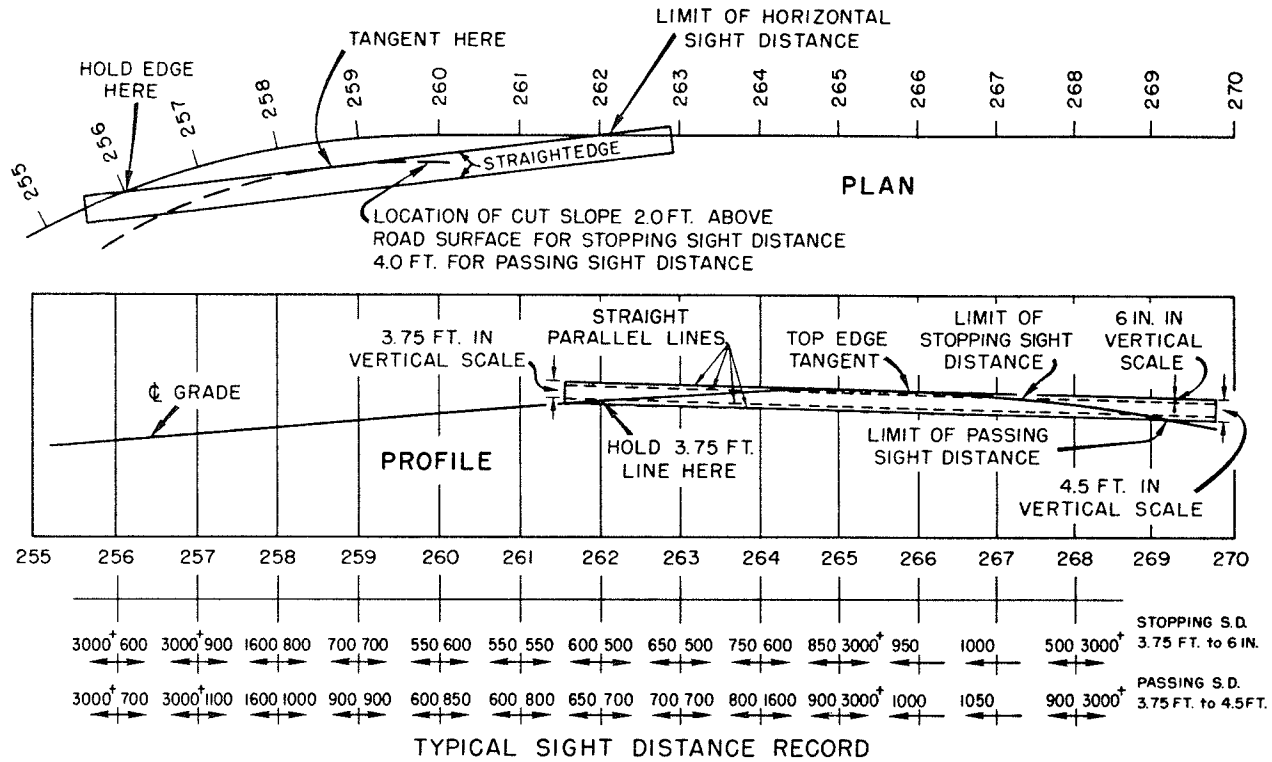 LIMIT OF HORIZONTAL
SIGHT DISTANCE
TANGENT HERE
HOLD EDGE
HERE
255
256
257
258
259
260
261
262
263
264
265
266
267
268
269
270
STRAIGHTEDGE
PLAN
LOCATION OF CUT SLOPE 2.0 FT. ABOVE
ROAD SURFACE FOR STOPPING SIGHT DISTANCE
4.0 FT. FOR PASSING SIGHT DISTANCE
3.75 FT. IN
VERTICAL SCALE
STRAIGHT
PARALLEL LINES
TOP EDGE
TANGENT
LIMIT OF
STOPPING SIGHT
DISTANCE
6 IN. IN
VERTICAL
SCALE
℄ GRADE
PROFILE
HOLD 3.75 FT.
LINE HERE
LIMIT OF PASSING
SIGHT DISTANCE
4.5 FT. IN
VERTICAL SCALE
255 256 257 258 259 260 261 262 263 264 265 266 267 268 269 270
3000+ 600 3000+ 900 1600 800 700 700 550 600 550 550 600 500 650 500 750 600 850 3000+ 950 1000 500 3000+
STOPPING S.D.
3.75 FT. to 6 IN.
3000+ 700 3000+ 1100 1600 1000 900 900 600 850 600 800 650 700 700 700 800 1600 900 3000+ 1000 1050 900 3000+
PASSING S.D.
3.75 FT. to 4.5 FT.
TYPICAL SIGHT DISTANCE RECORD